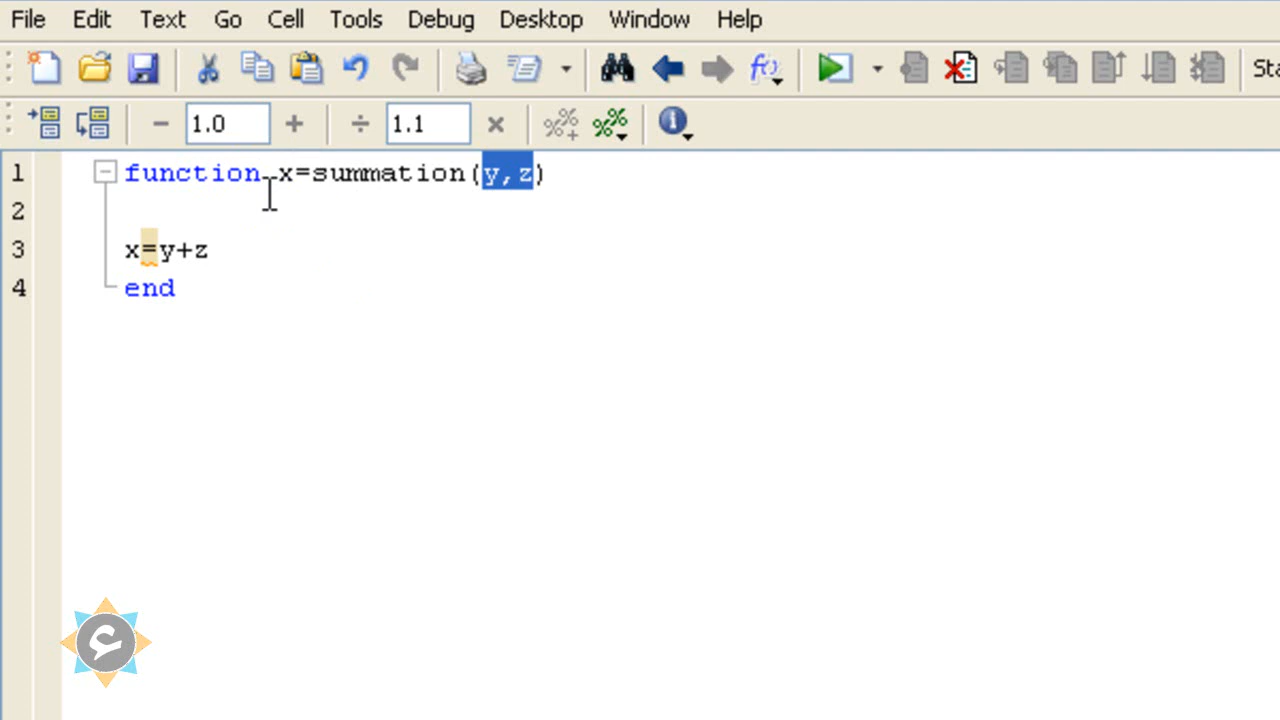 File Edit Text Go Cell Tools Debug Desktop Window Help
1.0 1.1 Sta
1 function x=summation(y,z)
2
3 x=y+z
4 end